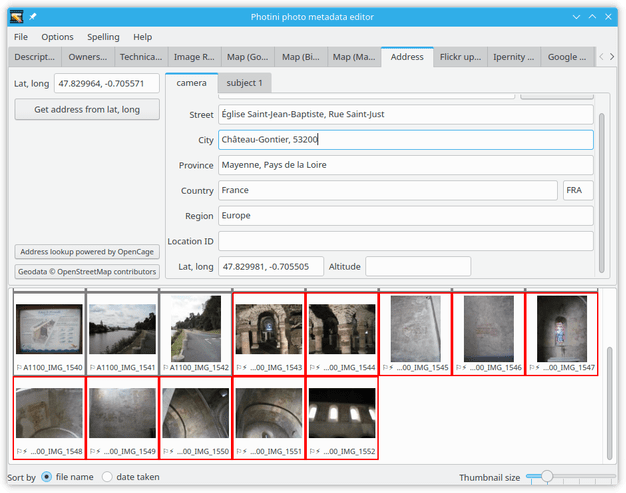 Photini photo metadata editor
File Options Spelling Help
Descript... Owners... Technica... Image R... Map (Go... Map (Bi... Map (Ma... Address Flickr up... Ipernity ... Google ...
Lat, long 47.829964, -0.705571
Get address from lat, long
camera subject 1
Street Église Saint-Jean-Baptiste, Rue Saint-Just
City Château-Gontier, 53200
Province Mayenne, Pays de la Loire
Country France FRA
Region Europe
Location ID
Lat, long 47.829981, -0.705505 Altitude
Address lookup powered by OpenCage
Geodata © OpenStreetMap contributors
A1100_IMG_1540 A1100_IMG_1541 A1100_IMG_1542 ...00_IMG_1543 ...00_IMG_1544 ...00_IMG_1545 ...00_IMG_1546 ...00_IMG_1547
...00_IMG_1548 ...00_IMG_1549 ...00_IMG_1550 ...00_IMG_1551 ...00_IMG_1552
Sort by file name date taken Thumbnail size